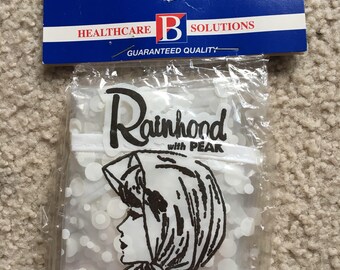 HEALTHCARE B SOLUTIONS
GUARANTEED QUALITY
Rainhood
with PEAK